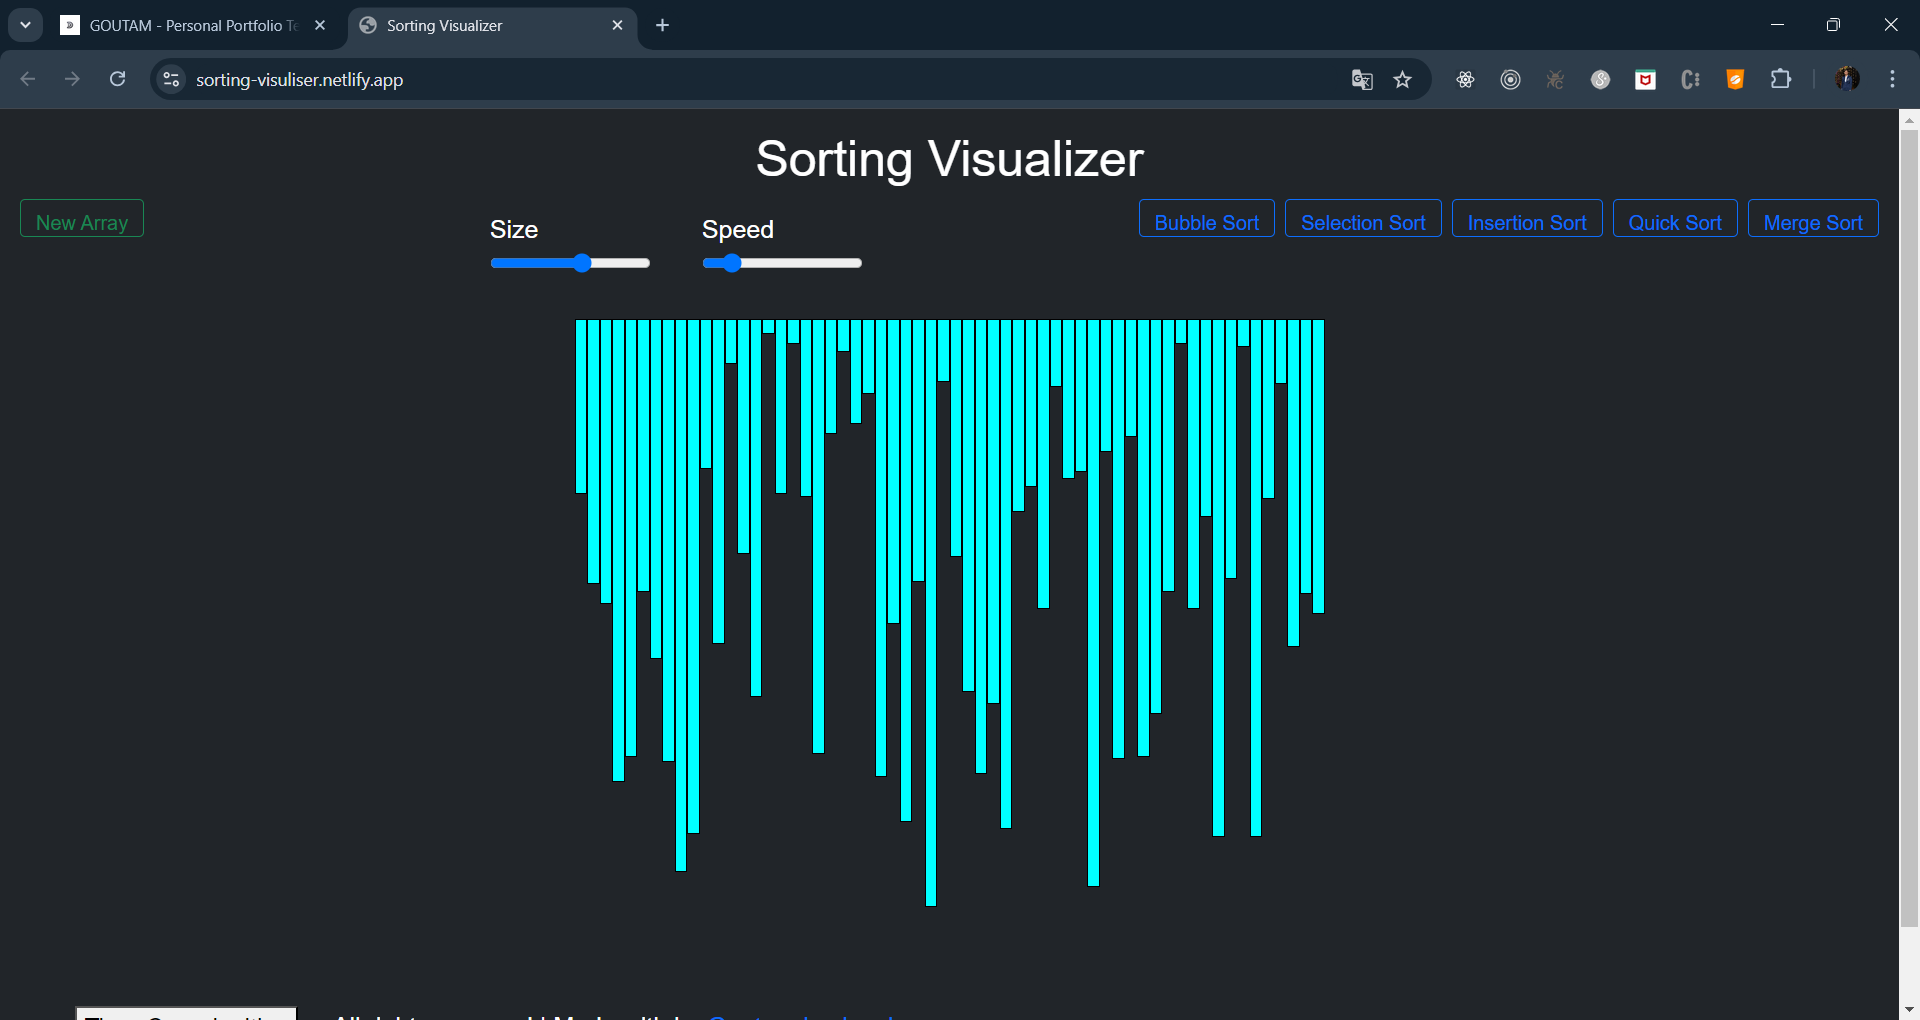 GOUTAM - Personal Portfolio Te
Sorting Visualizer
sorting-visuliser.netlify.app
Sorting Visualizer
New Array
Size
Speed
Bubble Sort
Selection Sort
Insertion Sort
Quick Sort
Merge Sort